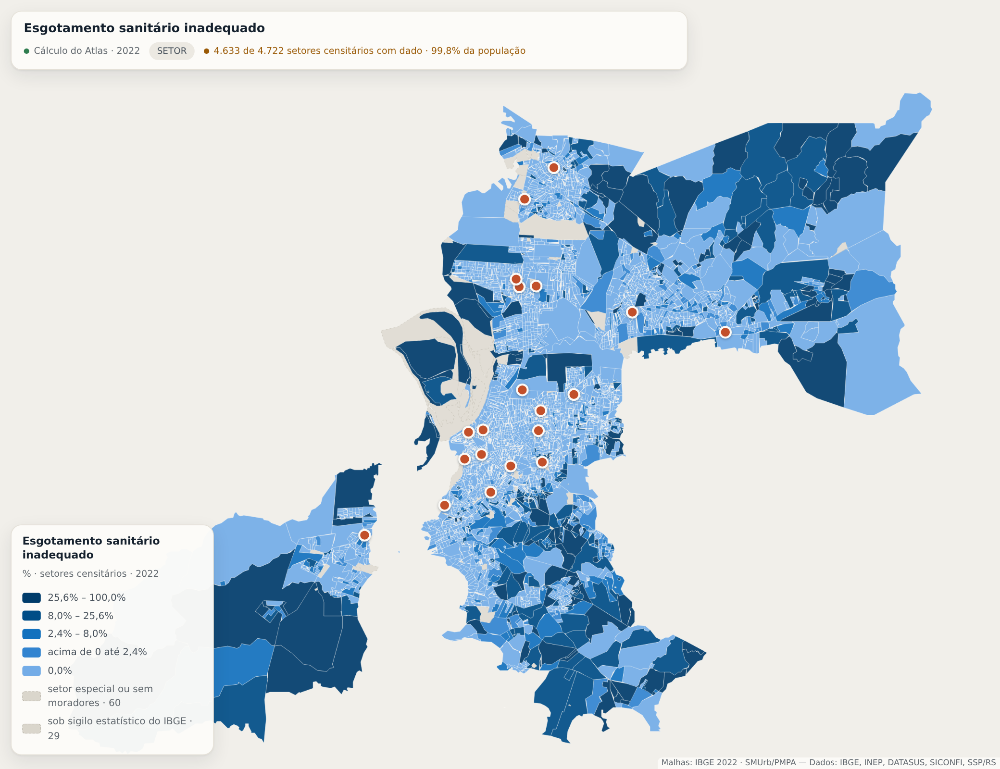 Esgotamento sanitário inadequado
Cálculo do Atlas · 2022 SETOR 4.633 de 4.722 setores censitários com dado · 99,8% da população
Esgotamento sanitário
inadequado
% · setores censitários · 2022
25,6% – 100,0%
8,0% – 25,6%
2,4% – 8,0%
acima de 0 até 2,4%
0,0%
setor especial ou sem
moradores · 60
sob sigilo estatístico do IBGE ·
29
Malhas: IBGE 2022 · SMUrb/PMPA — Dados: IBGE, INEP, DATASUS, SICONFI, SSP/RS